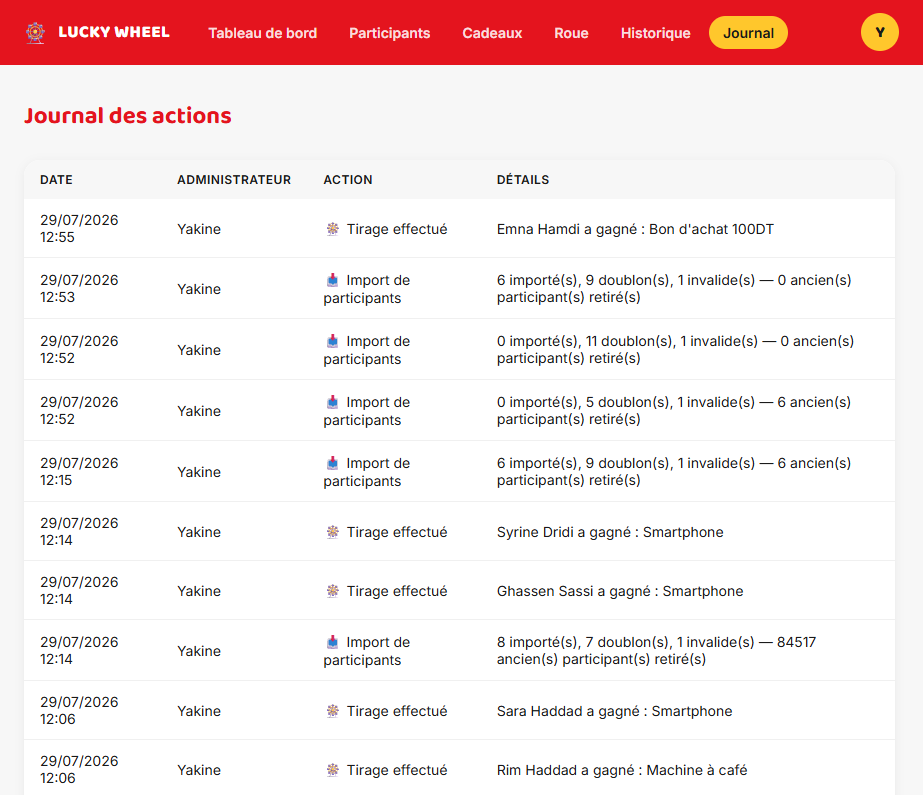 LUCKY WHEEL
Tableau de bord
Participants
Cadeaux
Roue
Historique
Journal
Y
Journal des actions
DATE ADMINISTRATEUR ACTION DÉTAILS
29/07/2026
12:55
Yakine
Tirage effectué
Emna Hamdi a gagné : Bon d'achat 100DT
29/07/2026
12:53
Yakine
Import de
participants
6 importé(s), 9 doublon(s), 1 invalide(s) — 0 ancien(s)
participant(s) retiré(s)
29/07/2026
12:52
Yakine
Import de
participants
0 importé(s), 11 doublon(s), 1 invalide(s) — 0 ancien(s)
participant(s) retiré(s)
29/07/2026
12:52
Yakine
Import de
participants
0 importé(s), 5 doublon(s), 1 invalide(s) — 6 ancien(s)
participant(s) retiré(s)
29/07/2026
12:15
Yakine
Import de
participants
6 importé(s), 9 doublon(s), 1 invalide(s) — 6 ancien(s)
participant(s) retiré(s)
29/07/2026
12:14
Yakine
Tirage effectué
Syrine Dridi a gagné : Smartphone
29/07/2026
12:14
Yakine
Tirage effectué
Ghassen Sassi a gagné : Smartphone
29/07/2026
12:14
Yakine
Import de
participants
8 importé(s), 7 doublon(s), 1 invalide(s) — 84517
ancien(s) participant(s) retiré(s)
29/07/2026
12:06
Yakine
Tirage effectué
Sara Haddad a gagné : Smartphone
29/07/2026
12:06
Yakine
Tirage effectué
Rim Haddad a gagné : Machine à café